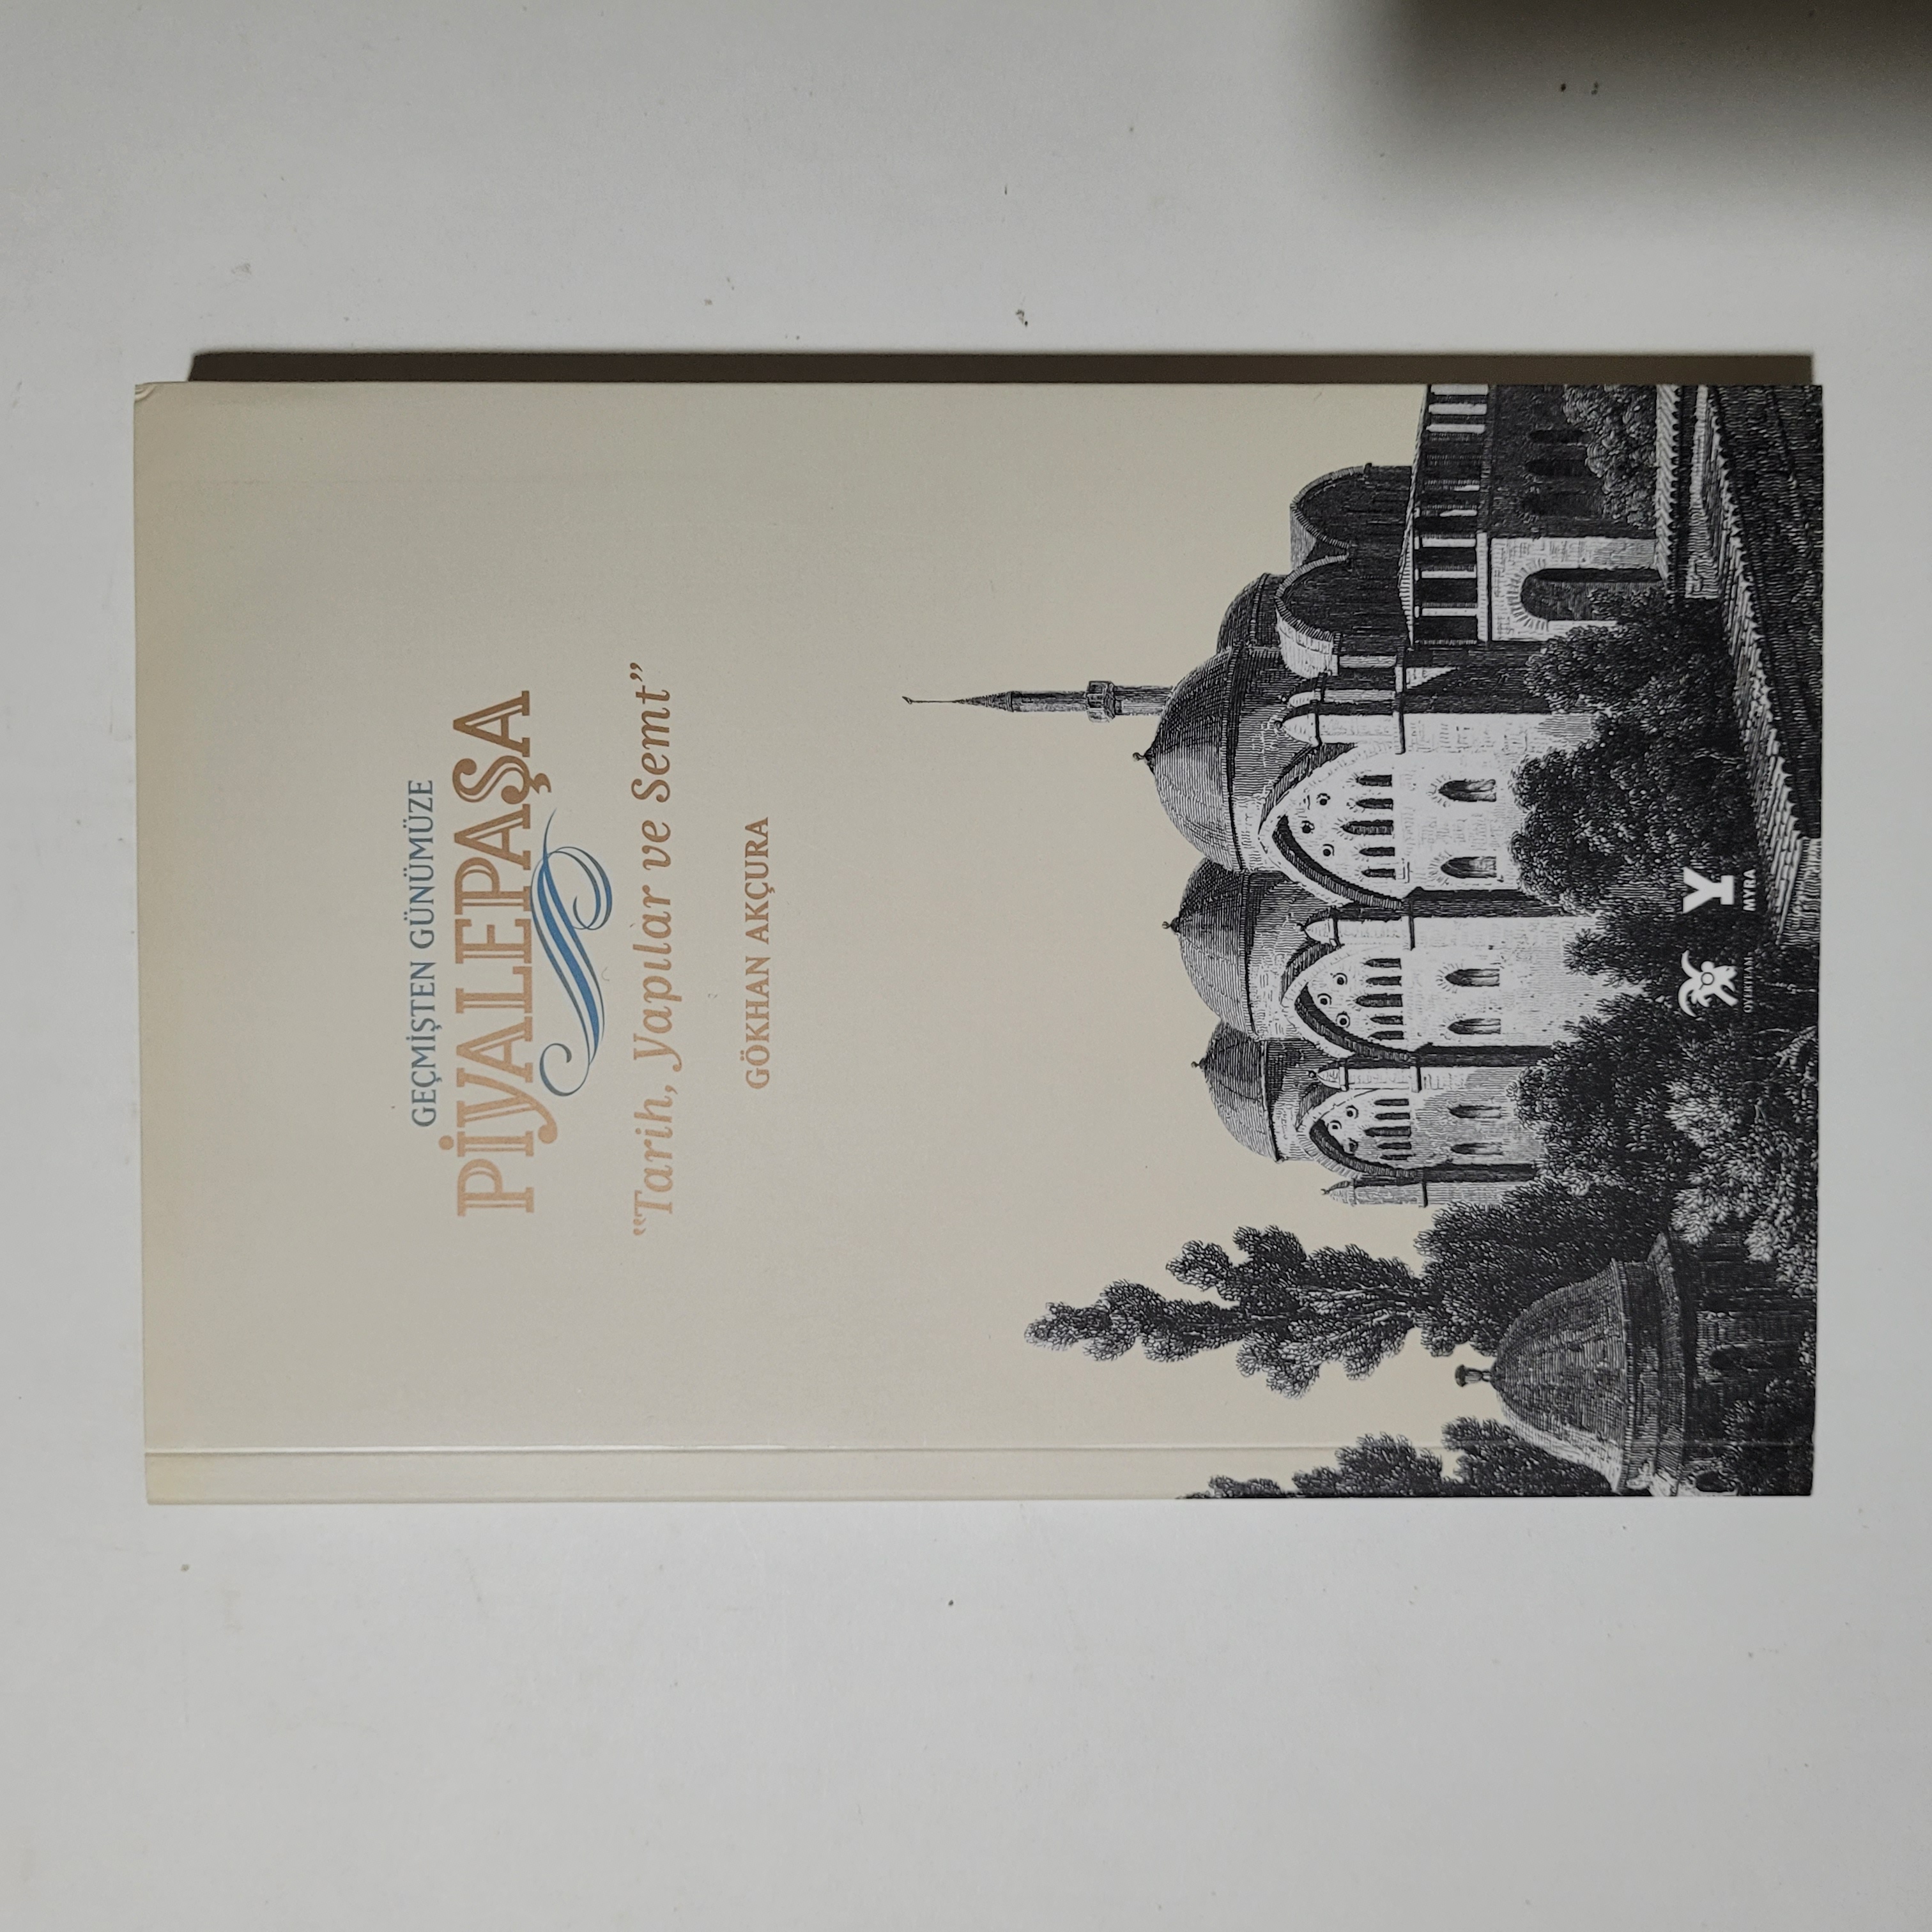 GEÇMİŞTEN GÜNÜMÜZE
PİYALEPAŞA
“Tarih, Yapılar ve Semt”
GÖKHAN AKÇURA
MYRA